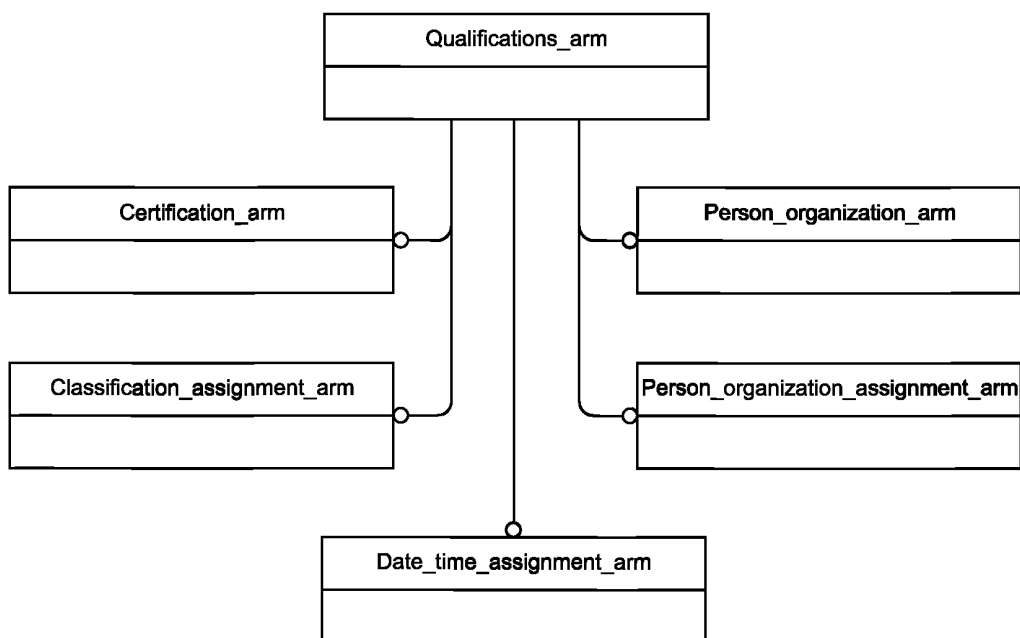 Qualifications_arm
Certification_arm
Person_organization_arm
Classification_assignment_arm
Person_organization_assignment_arm
Date_time_assignment_arm